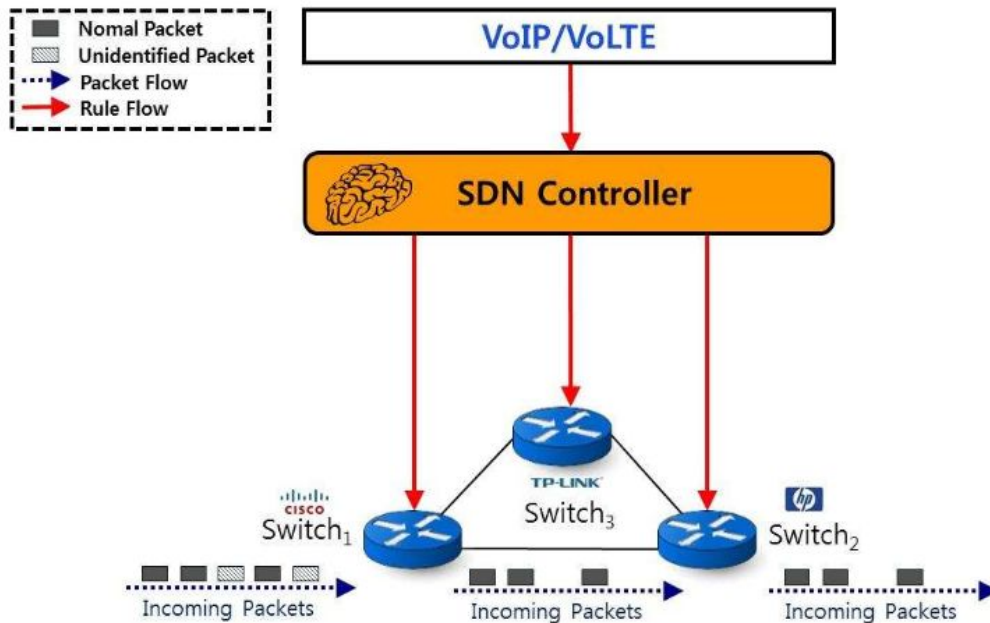 Nomal Packet
Unidentified Packet
Packet Flow
Rule Flow
VoIP/VoLTE
SDN Controller
CISCO
Switch1
TP-LINK
Switch3
hp
Switch2
Incoming Packets
Incoming Packets
Incoming Packets